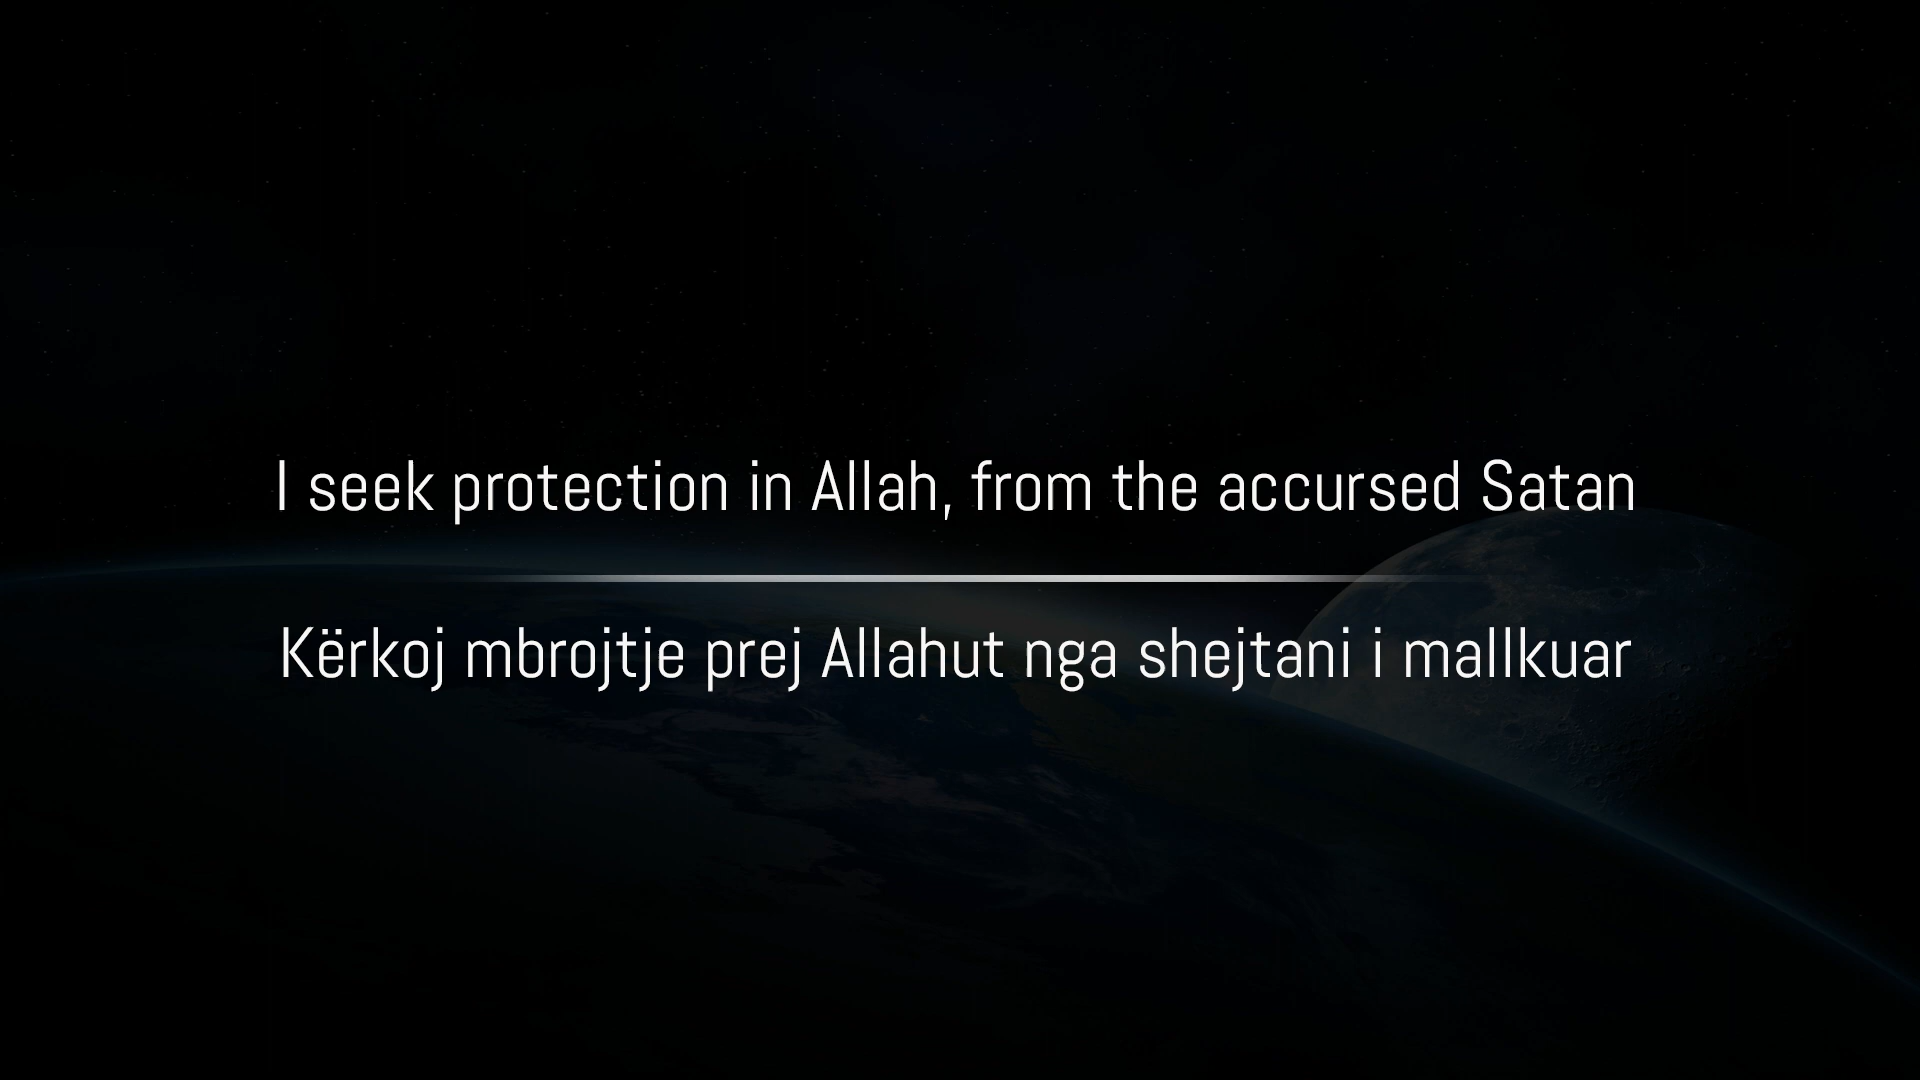 I seek protection in Allah, from the accursed Satan
Kërkoj mbrojtje prej Allahut nga shejtani i mallkuar